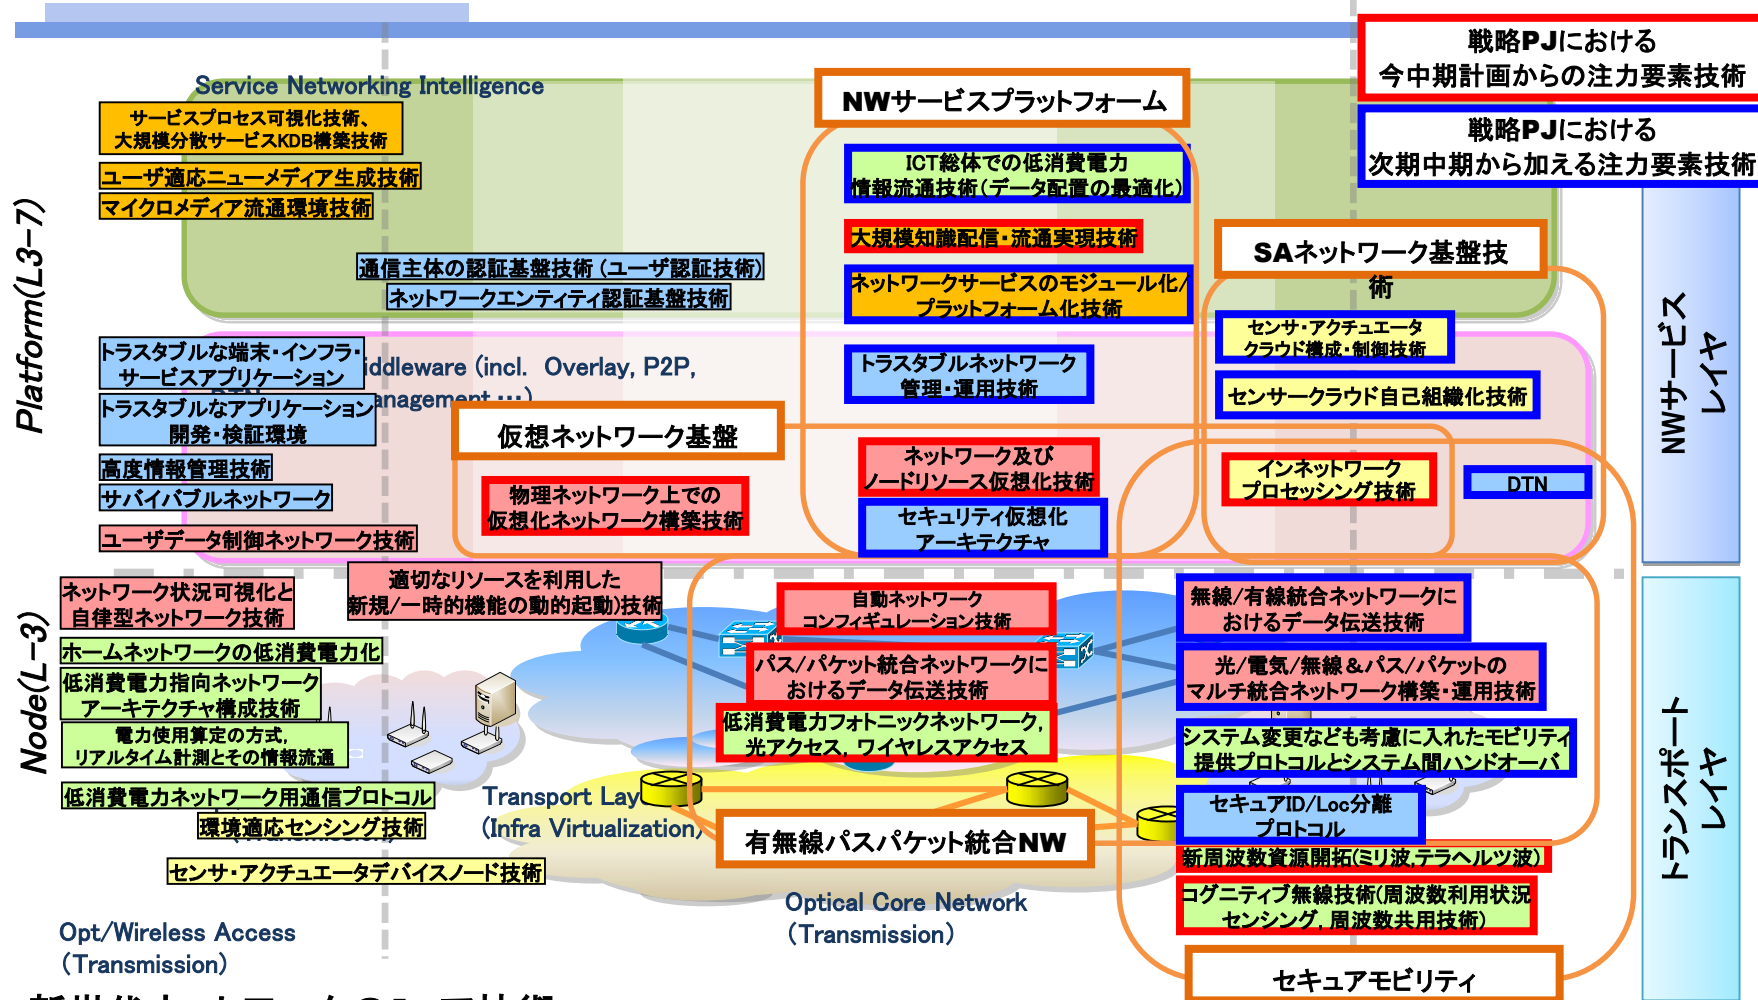 戦略PJにおける
今中期計画からの注力要素技術
戦略PJにおける
次期中期から加える注力要素技術
Service Networking Intelligence
サービスプロセス可視化技術、
大規模分散サービスKDB構築技術
ユーザ適応ニューメディア生成技術
マイクロメディア流通環境技術
通信主体の認証基盤技術(ユーザ認証技術)
ネットワークエンティティ認証基盤技術
NWサービスプラットフォーム
ICT総体での低消費電力
情報流通技術(データ配置の最適化)
大規模知識配信・流通実現技術
ネットワークサービスのモジュール化/
プラットフォーム化技術
SAネットワーク基盤技
術
センサ・アクチュエータ
クラウド構成・制御技術
センサークラウド自己組織化技術
Platform(L3-7)
NWサービス
レイヤ
トラスタブルな端末・インフラ・
サービスアプリケーション
ddleware (incl. Overlay, P2P,
anagement …)
トラスタブルなアプリケーション
開発・検証環境
高度情報管理技術
サバイバブルネットワーク
ユーザデータ制御ネットワーク技術
トラスタブルネットワーク
管理・運用技術
仮想ネットワーク基盤
物理ネットワーク上での
仮想化ネットワーク構築技術
ネットワーク及び
ノードリソース仮想化技術
セキュリティ仮想化
アーキテクチャ
インネットワーク
プロセッシング技術
DTN
Node(L-3)
トランスポート
レイヤ
ネットワーク状況可視化と
自律型ネットワーク技術
適切なリソースを利用した
新規/一時的機能の動的起動)技術
ホームネットワークの低消費電力化
低消費電力指向ネットワーク
アーキテクチャ構成技術
電力使用算定の方式,
リアルタイム計測とその情報流通
低消費電力ネットワーク用通信プロトコル
環境適応センシング技術
センサ・アクチュエータデバイスノード技術
自動ネットワーク
コンフィギュレーション技術
パス/パケット統合ネットワークに
おけるデータ伝送技術
低消費電力フォトニックネットワーク,
光アクセス, ワイヤレスアクセス
無線/有線統合ネットワークに
おけるデータ伝送技術
光/電気/無線&パス/パケットの
マルチ統合ネットワーク構築・運用技術
システム変更なども考慮に入れたモビリティ
提供プロトコルとシステム間ハンドオーバ
セキュアID/Loc分離
プロトコル
新周波数資源開拓(ミリ波,テラヘルツ波)
コグニティブ無線技術(周波数利用状況
センシング, 周波数共用技術)
Transport Lay
(Infra Virtualization)
有無線パスパケット統合NW
Optical Core Network
(Transmission)
Opt/Wireless Access
(Transmission)
セキュアモビリティ